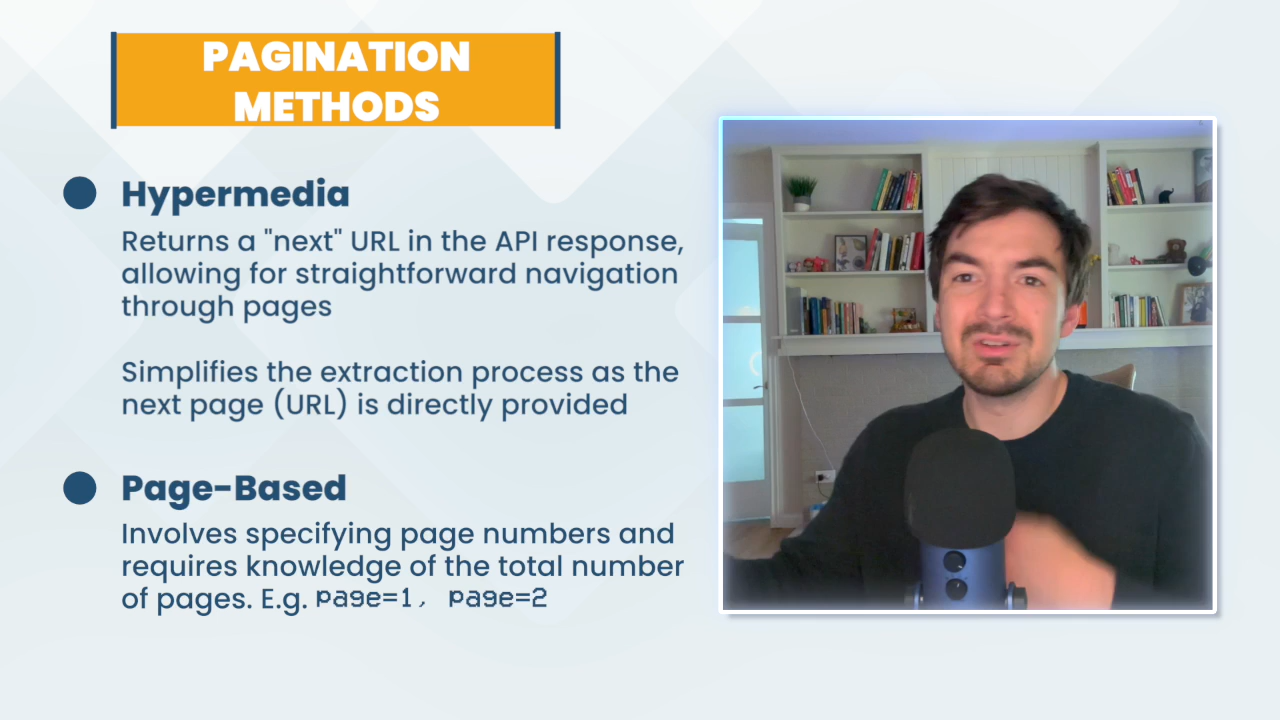 PAGINATION
METHODS
Hypermedia
Returns a "next" URL in the API response,
allowing for straightforward navigation
through pages
Simplifies the extraction process as the
next page (URL) is directly provided
Page-Based
Involves specifying page numbers and
requires knowledge of the total number
of pages. E.g. page=1, page=2